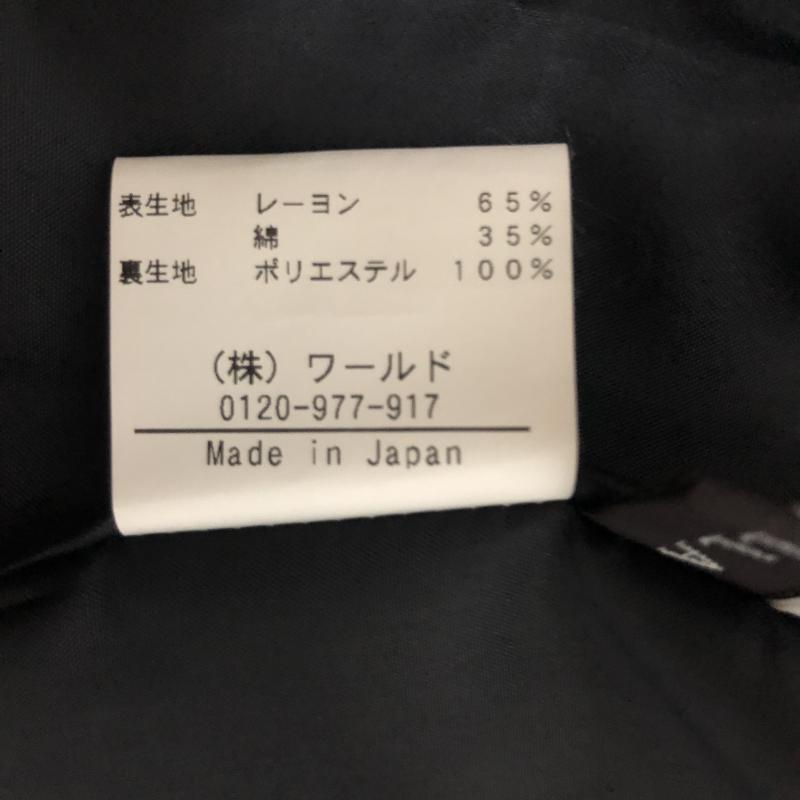 表生地 レーヨン 65%
綿 35%
裏生地 ポリエステル 100%
(株) ワールド
0120-977-917
Made in Japan